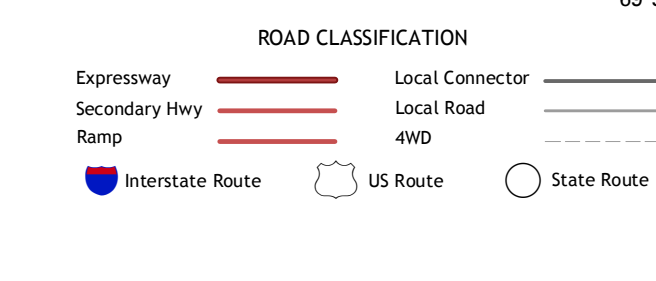 ROAD CLASSIFICATION
Expressway Local Connector
Secondary Hwy Local Road
Ramp 4WD
Interstate Route US Route State Route